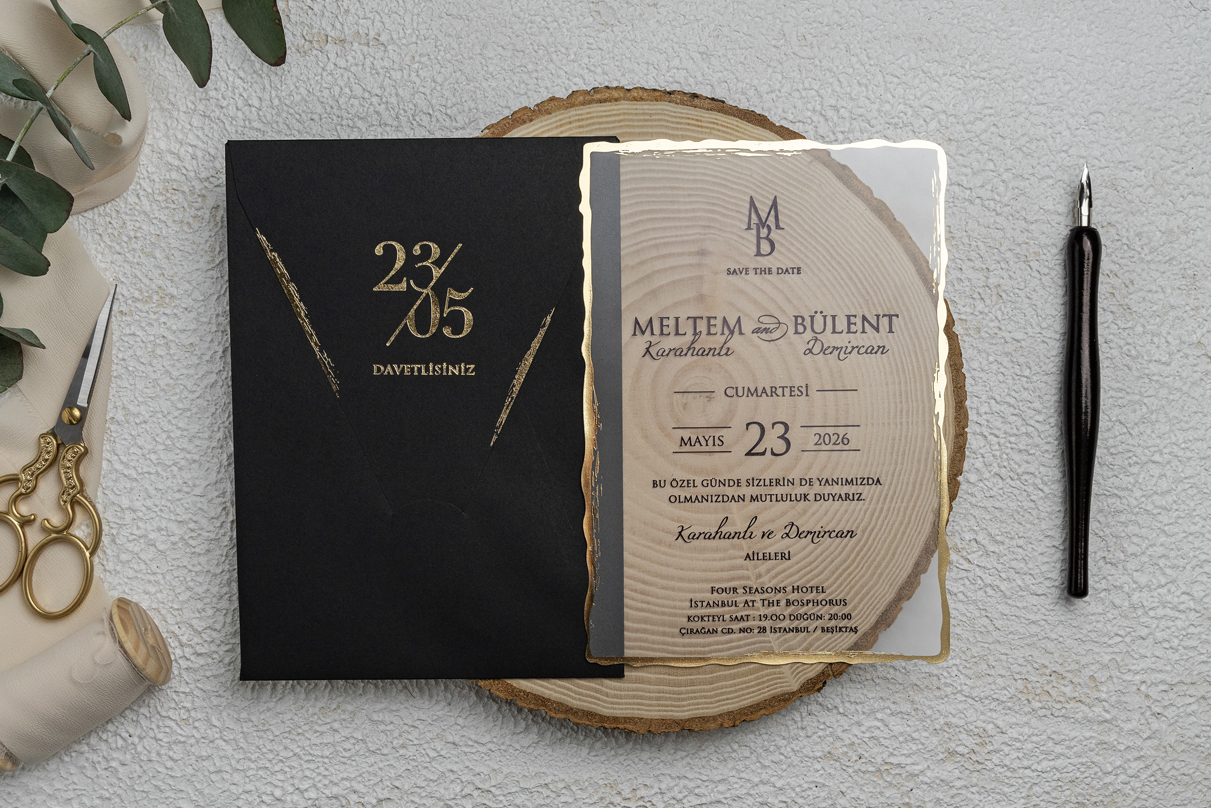 23/
05
DAVETLİSİNİZ
MB
SAVE THE DATE
MELTEM and BÜLENT
Karahanlı Demircan
CUMARTESİ
MAYIS 23 2026
BU ÖZEL GÜNDE SİZLERİN DE YANIMIZDA
OLMANIZDAN MUTLULUK DUYARIZ.
Karahanlı ve Demircan
AİLELERİ
FOUR SEASONS HOTEL
İSTANBUL AT THE BOSPHORUS
KOKTEYL SAAT : 19.00 DÜĞÜN: 20:00
ÇIRAĞAN CD. NO: 28 İSTANBUL / BEŞİKTAŞ